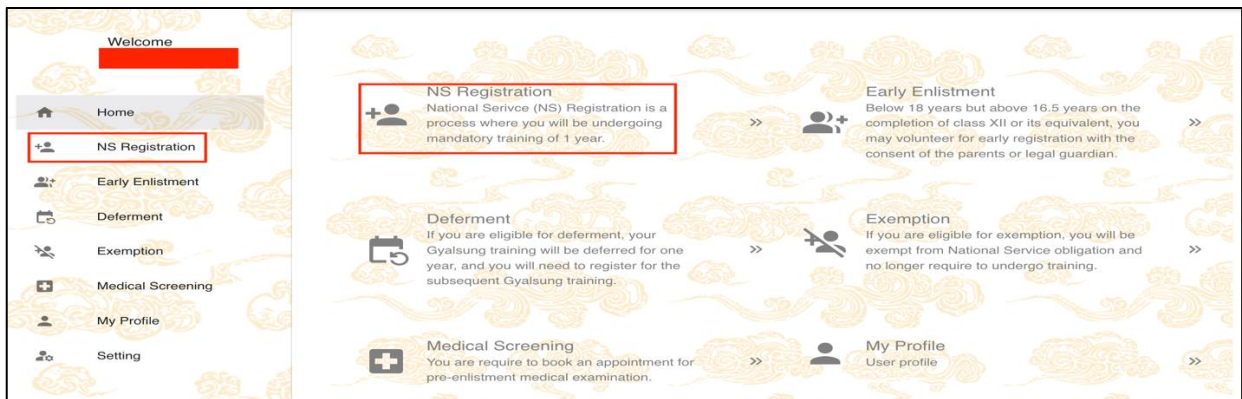 Welcome
Home
NS Registration
Early Enlistment
Deferment
Exemption
Medical Screening
My Profile
Setting
NS Registration
National Serivce (NS) Registration is a
process where you will be undergoing
mandatory training of 1 year.
Early Enlistment
Below 18 years but above 16.5 years on the
completion of class XII or its equivalent, you
may volunteer for early registration with the
consent of the parents or legal guardian.
Deferment
If you are eligible for deferment, your
Gyalsung training will be deferred for one
year, and you will need to register for the
subsequent Gyalsung training.
Exemption
If you are eligible for exemption, you will be
exempt from National Service obligation and
no longer require to undergo training.
Medical Screening
You are require to book an appointment for
pre-enlistment medical examination.
My Profile
User profile